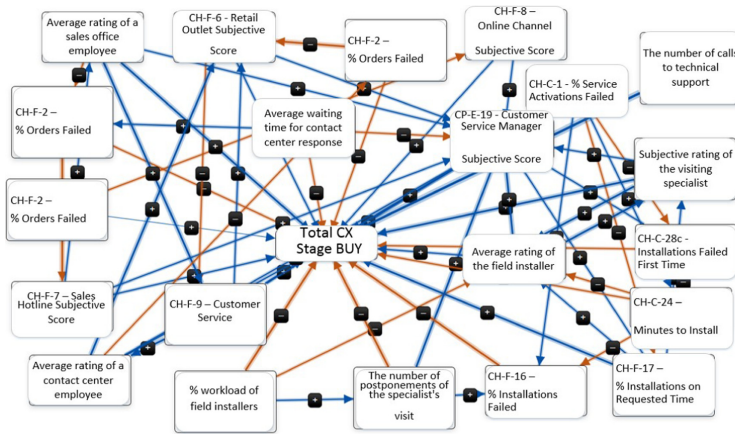 Average rating of a
sales office
employee
CH-F-6 - Retail
Outlet Subjective
Score
CH-F-2 –
% Orders Failed
CH-F-8 –
Online Channel
Subjective Score
The number of calls
to technical
support
CH-C-1 - % Service
Activations Failed
CH-F-2 –
% Orders Failed
Average waiting
time for contact
center response
CP-E-19 - Customer
Service Manager
Subjective Score
Subjective rating of
the visiting
specialist
CH-F-2 –
% Orders Failed
Total CX
Stage BUY
Average rating of
the field installer
CH-C-28c -
Installations Failed
First Time
CH-F-7 – Sales
Hotline Subjective
Score
CH-F-9 – Customer
Service
CH-C-24 –
Minutes to Install
Average rating of a
contact center
employee
% workload of
field installers
The number of
postponements of
the specialist's
visit
CH-F-16 –
% Installations
Failed
CH-F-17 –
% Installations on
Requested Time